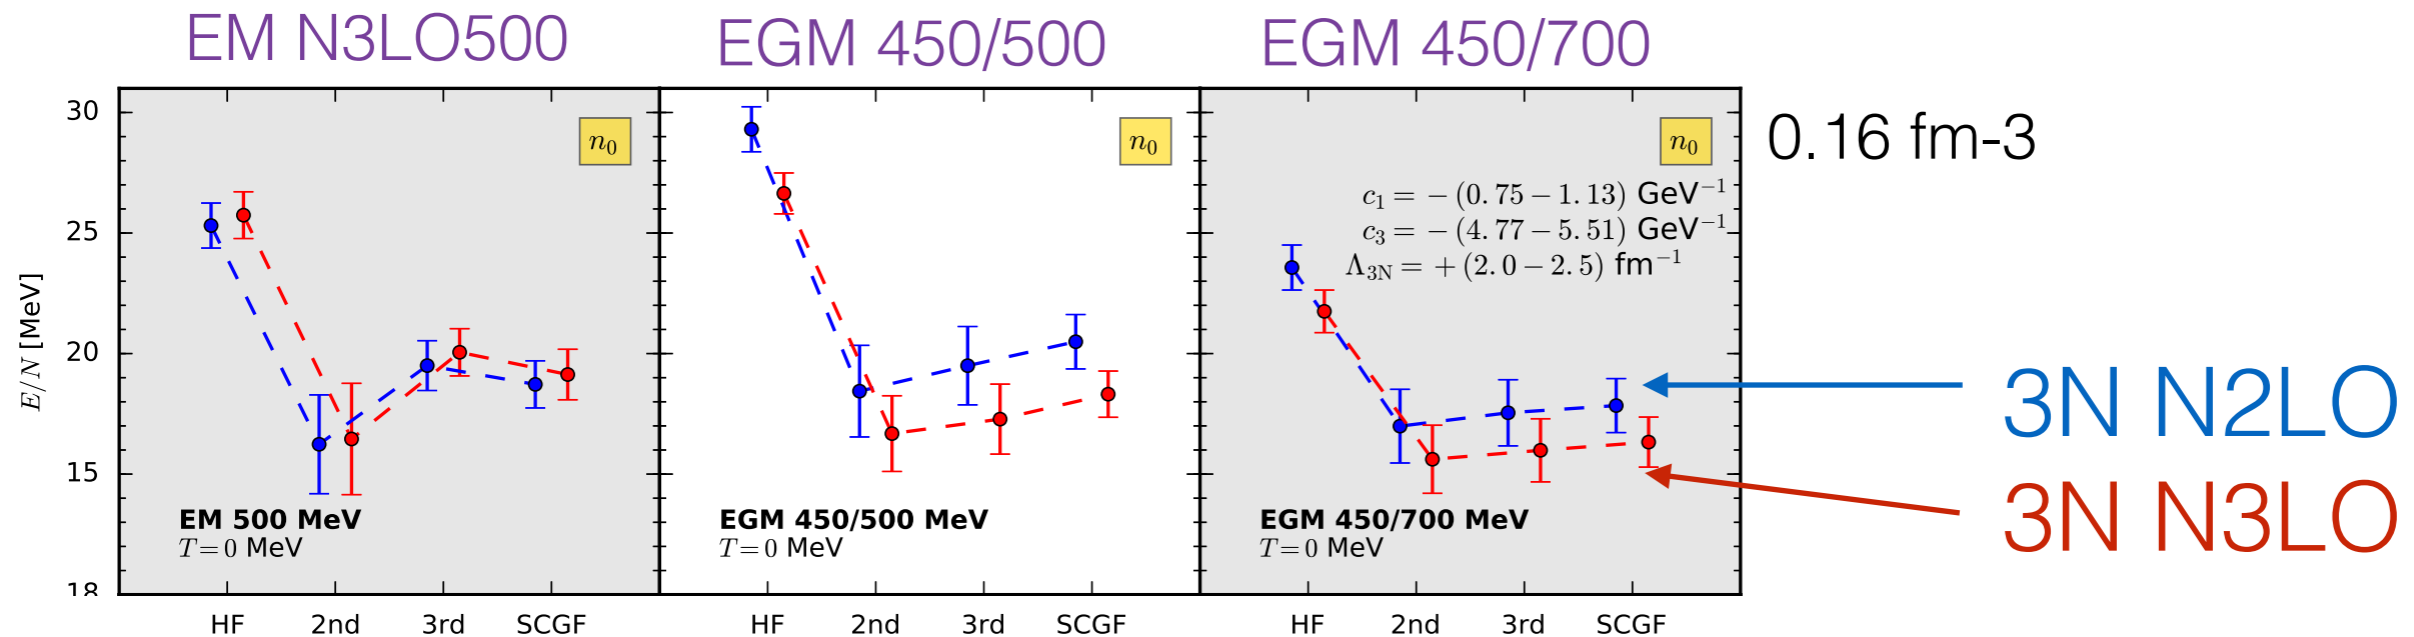 EM N3LO500
EGM 450/500
EGM 450/700
30
25
20
15
18
E/N [MeV]
n₀
n₀
n₀
0.16 fm-3
c₁ = −(0.75−1.13) GeV⁻¹
c₃ = −(4.77−5.51) GeV⁻¹
Λ₃N = +(2.0−2.5) fm⁻¹
EM 500 MeV
T=0 MeV
EGM 450/500 MeV
T=0 MeV
EGM 450/700 MeV
T=0 MeV
HF 2nd 3rd SCGF
HF 2nd 3rd SCGF
HF 2nd 3rd SCGF
3N N2LO
3N N3LO